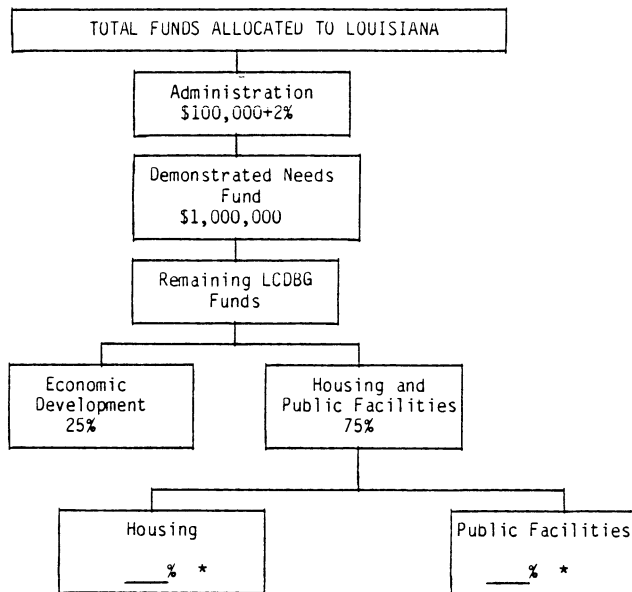 TOTAL FUNDS ALLOCATED TO LOUISIANA
Administration
$100,000+2%
Demonstrated Needs
Fund
$1,000,000
Remaining LCDBG
Funds
Economic
Development
25%
Housing and
Public Facilities
75%
Housing
____% *
Public Facilities
____% *